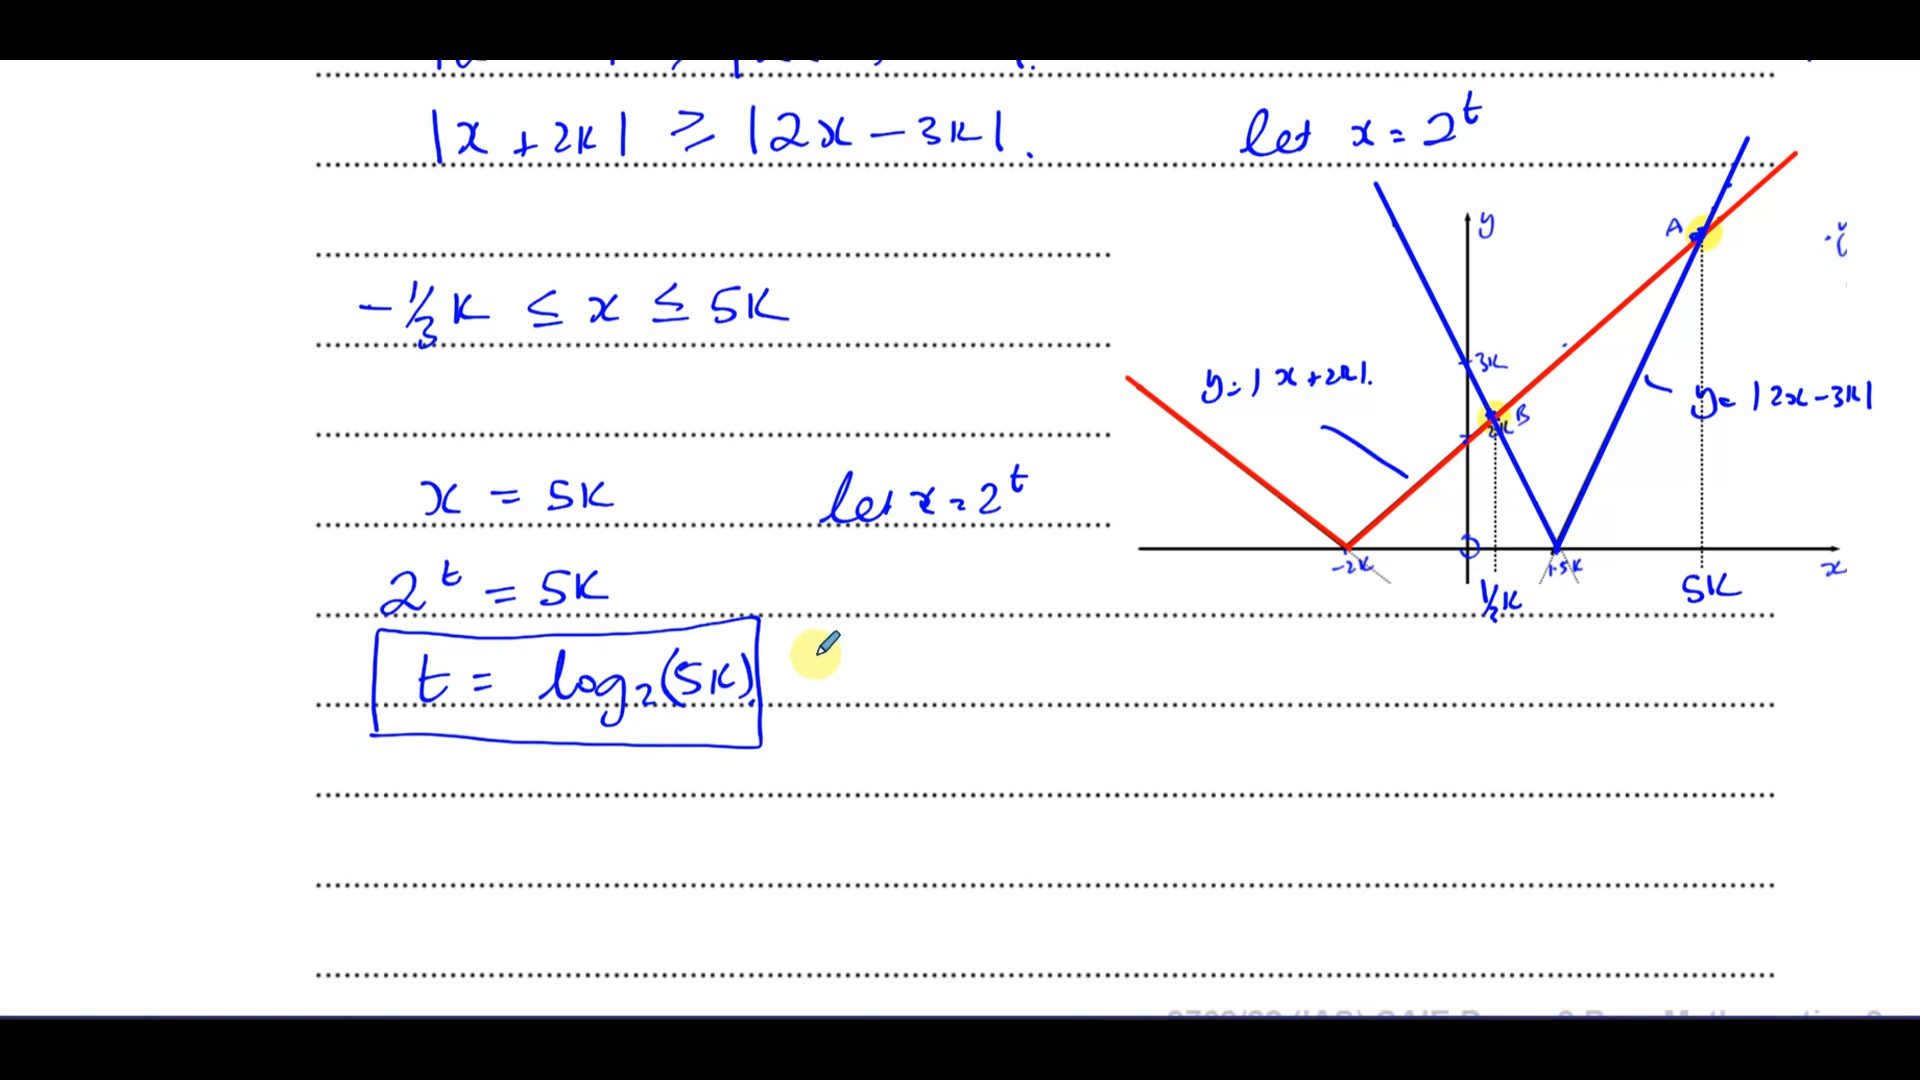 |x + 2k| ≥ |2x - 3k|.
let x = 2^t
-1/3 k ≤ x ≤ 5k
x = 5k
let x = 2^t
2^t = 5k
t = log₂(5k).
y
A
3k
y = |x + 2k|.
y = |2x - 3k|
B
2k
-2k
1.5k
x
1/3 k
5k